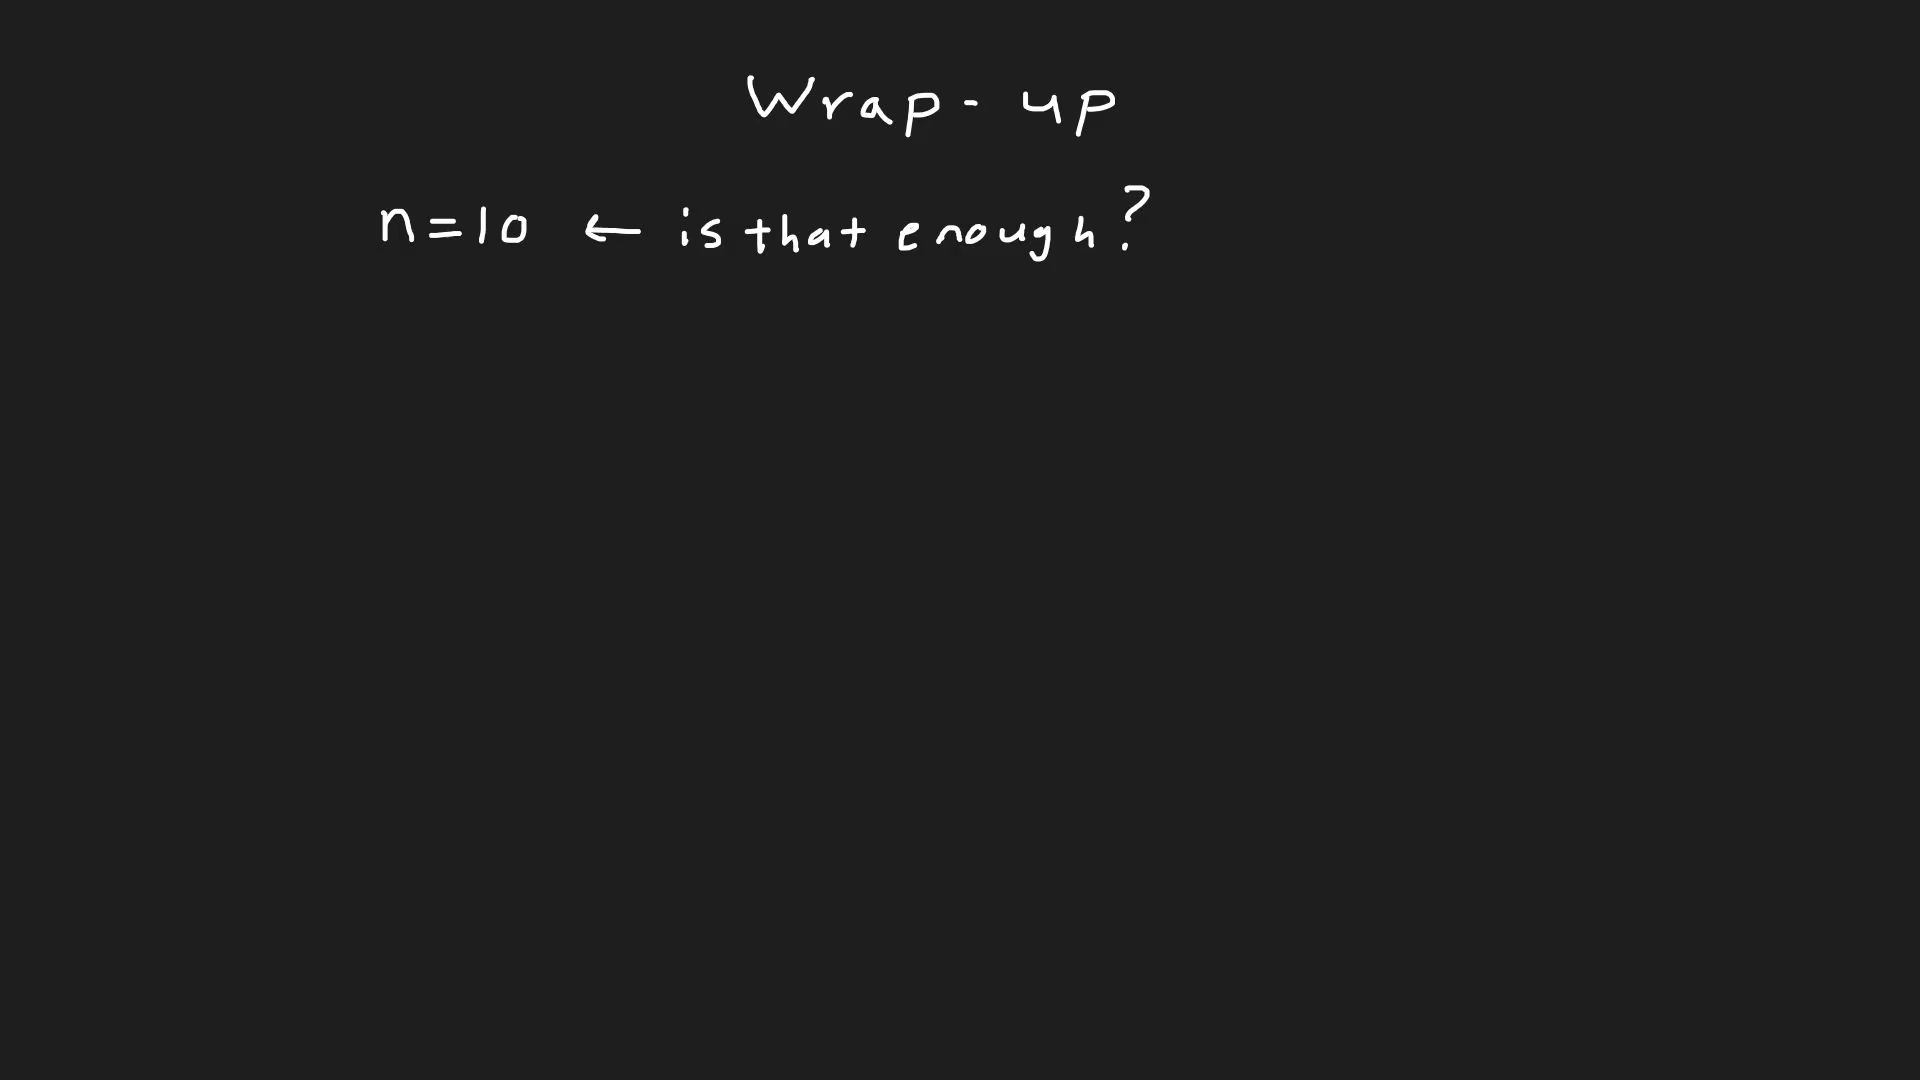 Wrap-up
n=10 ← is that enough?